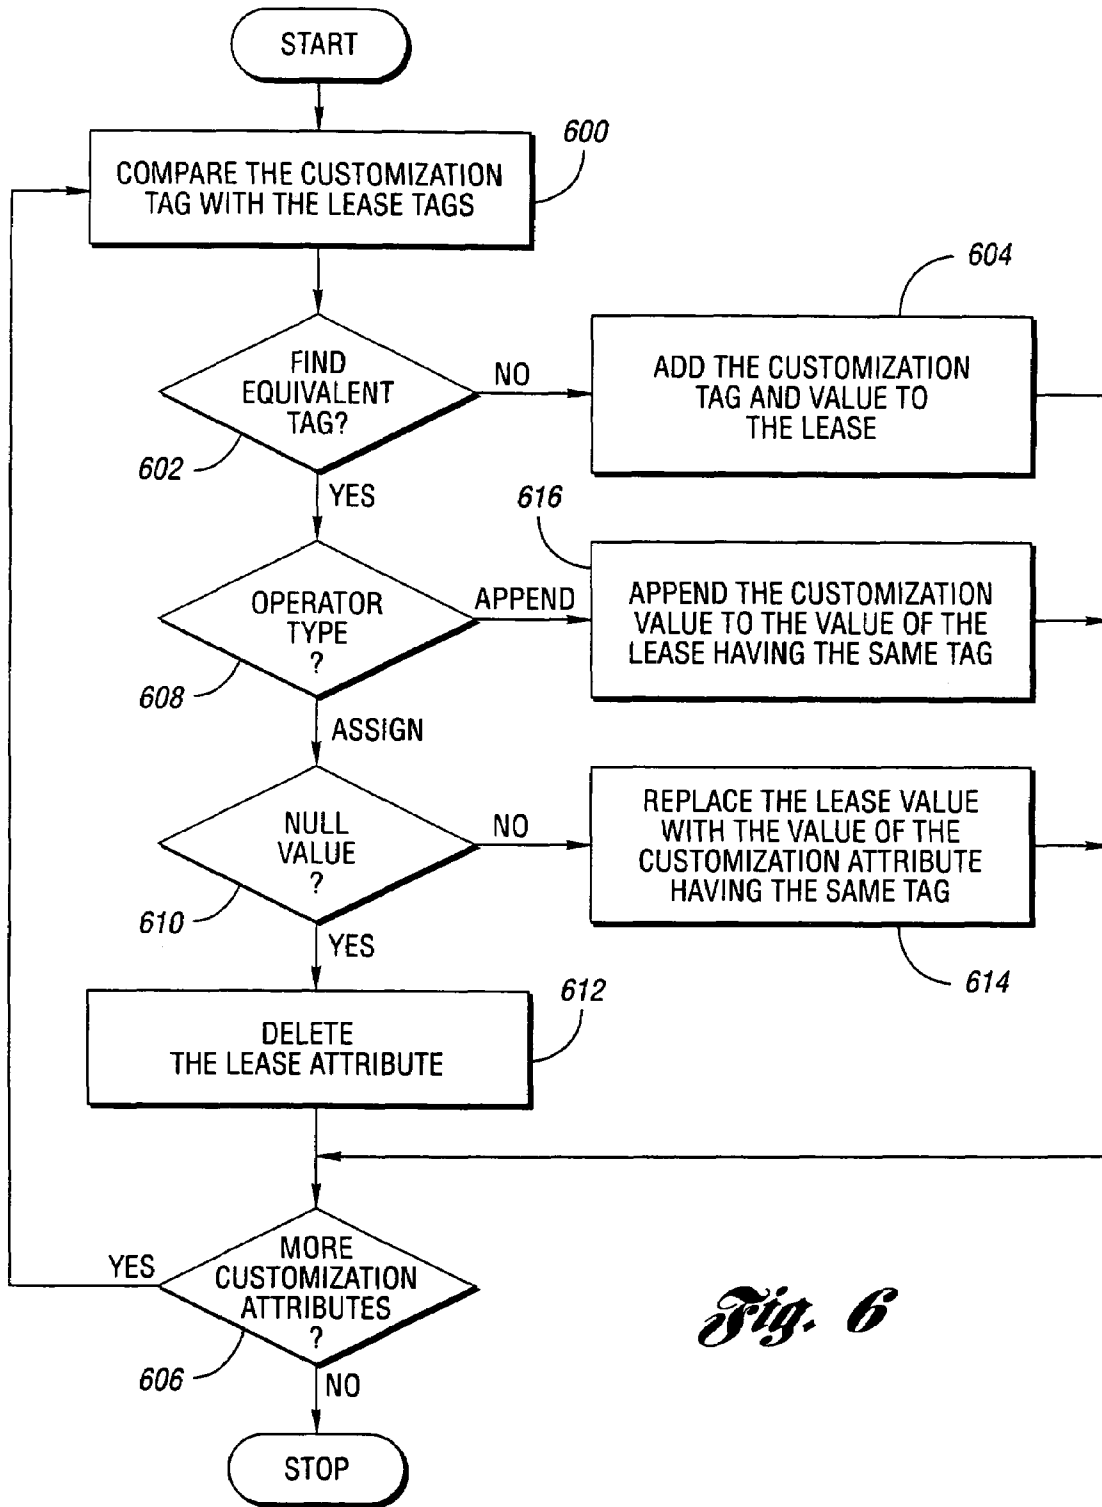 START
600
COMPARE THE CUSTOMIZATION
TAG WITH THE LEASE TAGS
604
FIND
EQUIVALENT
TAG?
NO
ADD THE CUSTOMIZATION
TAG AND VALUE TO
THE LEASE
602
YES
616
OPERATOR
TYPE
?
APPEND
APPEND THE CUSTOMIZATION
VALUE TO THE VALUE OF THE
LEASE HAVING THE SAME TAG
608
ASSIGN
NULL
VALUE
?
NO
REPLACE THE LEASE VALUE
WITH THE VALUE OF THE
CUSTOMIZATION ATTRIBUTE
HAVING THE SAME TAG
610
YES
614
612
DELETE
THE LEASE ATTRIBUTE
YES
MORE
CUSTOMIZATION
ATTRIBUTES
?
606
NO
STOP
Fig. 6